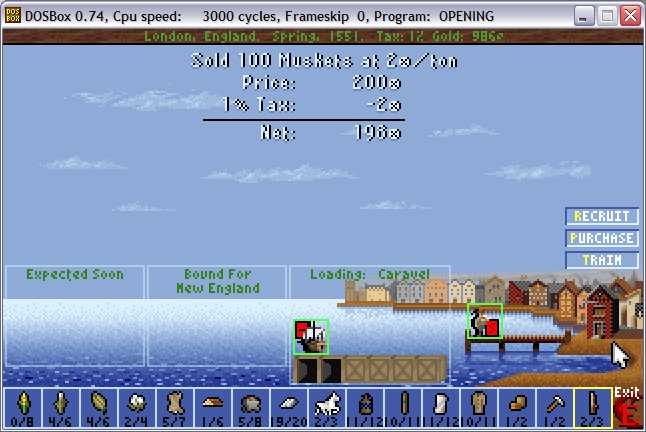 DOSBox 0.74, Cpu speed: 3000 cycles, Frameskip 0, Program: OPENING
London, England. Spring, 1551. Tax:1% Gold: 986¢
Sold 100 Muskets at 2¢/ton
Price: 200¢
1% Tax: -2¢
Net: 198¢
RECRUIT
PURCHASE
TRAIN
Expected Soon
Bound For
New England
Loading: Caravel
Exit
0/8 4/6 4/6 2/4 5/7 1/6 5/8 19/20 2/3 11/12 10/11 11/12 10/11 1/2 1/2 2/3
E